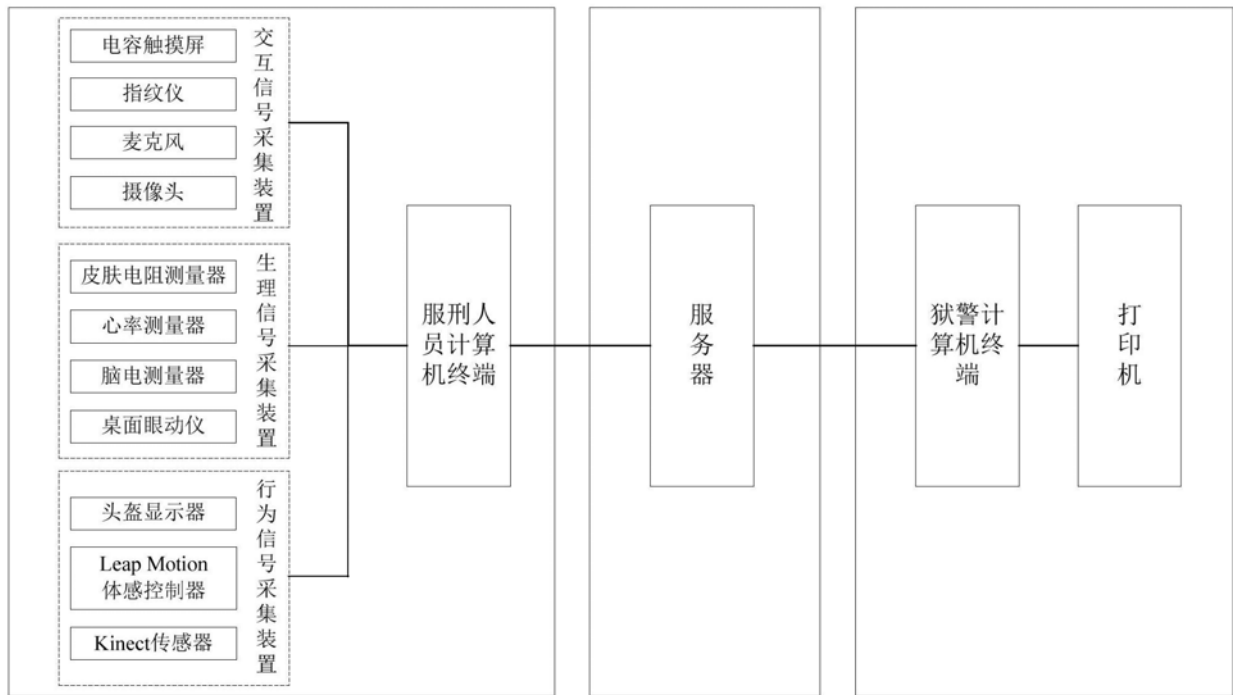 电容触摸屏
指纹仪
麦克风
摄像头
交互信号采集装置
皮肤电阻测量器
心率测量器
脑电测量器
桌面眼动仪
生理信号采集装置
头盔显示器
Leap Motion
体感控制器
Kinect传感器
行为信号采集装置
服刑人
员计算
机终端
服务器
狱警计
算机终
端
打印机